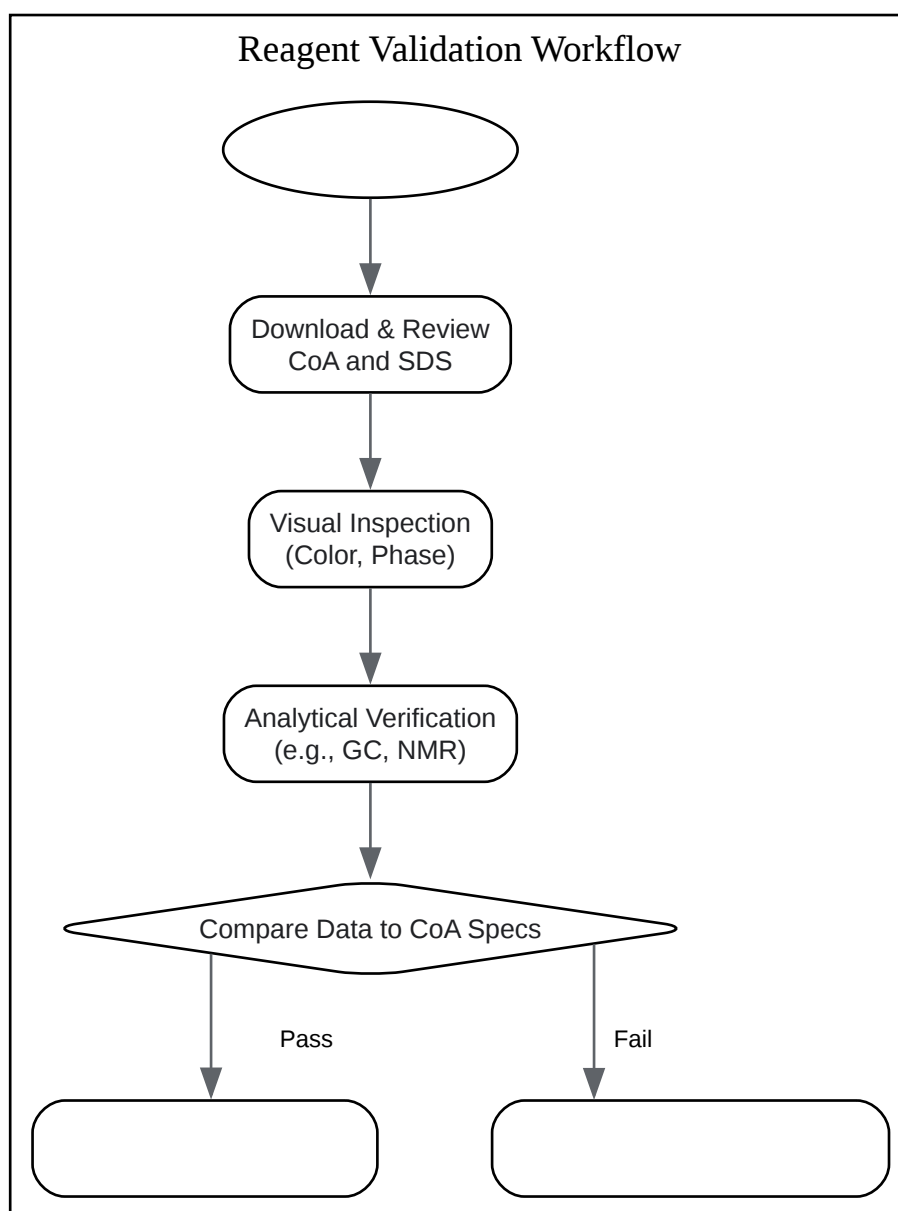 Reagent Validation Workflow
Download & Review
CoA and SDS
Visual Inspection
(Color, Phase)
Analytical Verification
(e.g., GC, NMR)
Compare Data to CoA Specs
Pass
Fail